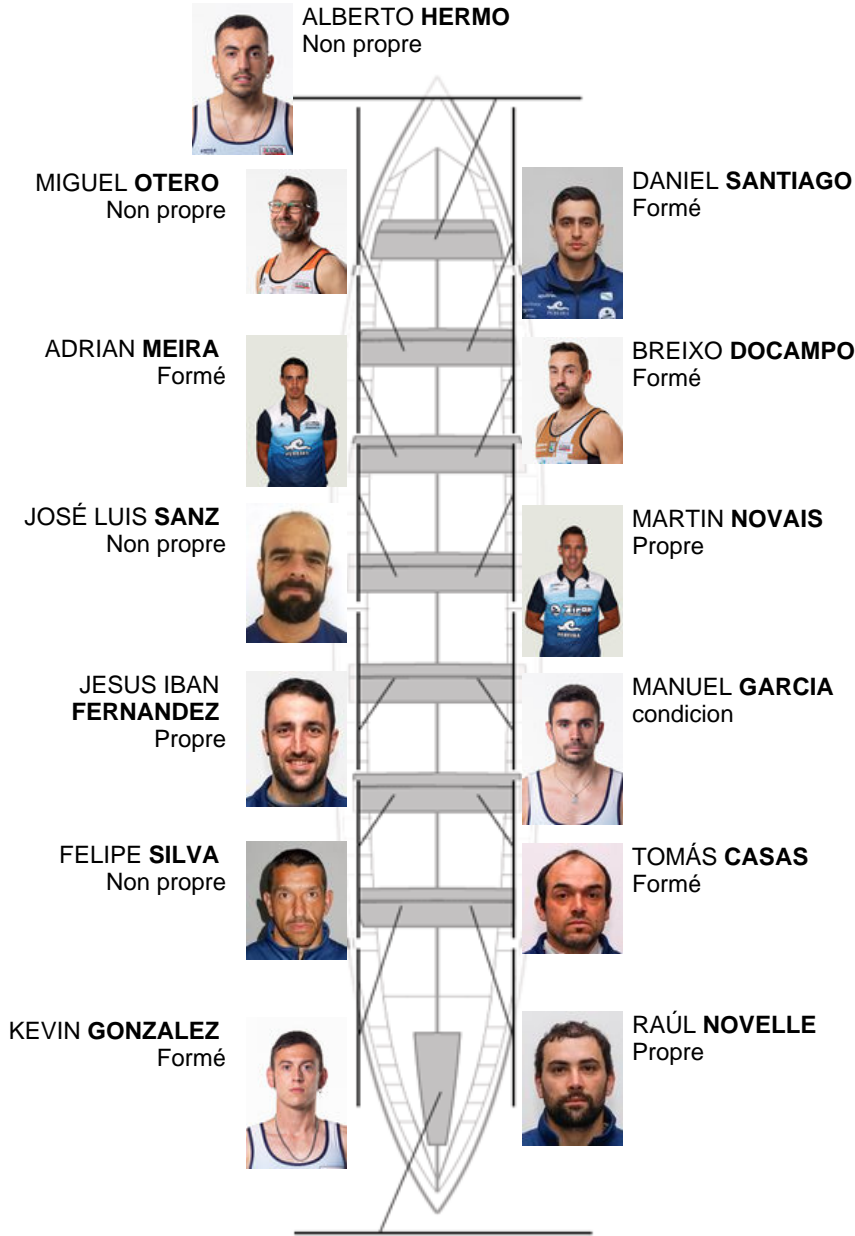 ALBERTO HERMO
Non propre
MIGUEL OTERO
Non propre
DANIEL SANTIAGO
Formé
ADRIAN MEIRA
Formé
BREIXO DOCAMPO
Formé
JOSÉ LUIS SANZ
Non propre
MARTIN NOVAIS
Propre
JESUS IBAN
FERNANDEZ
Propre
MANUEL GARCIA
condicion
FELIPE SILVA
Non propre
TOMÁS CASAS
Formé
KEVIN GONZALEZ
Formé
RAÚL NOVELLE
Propre